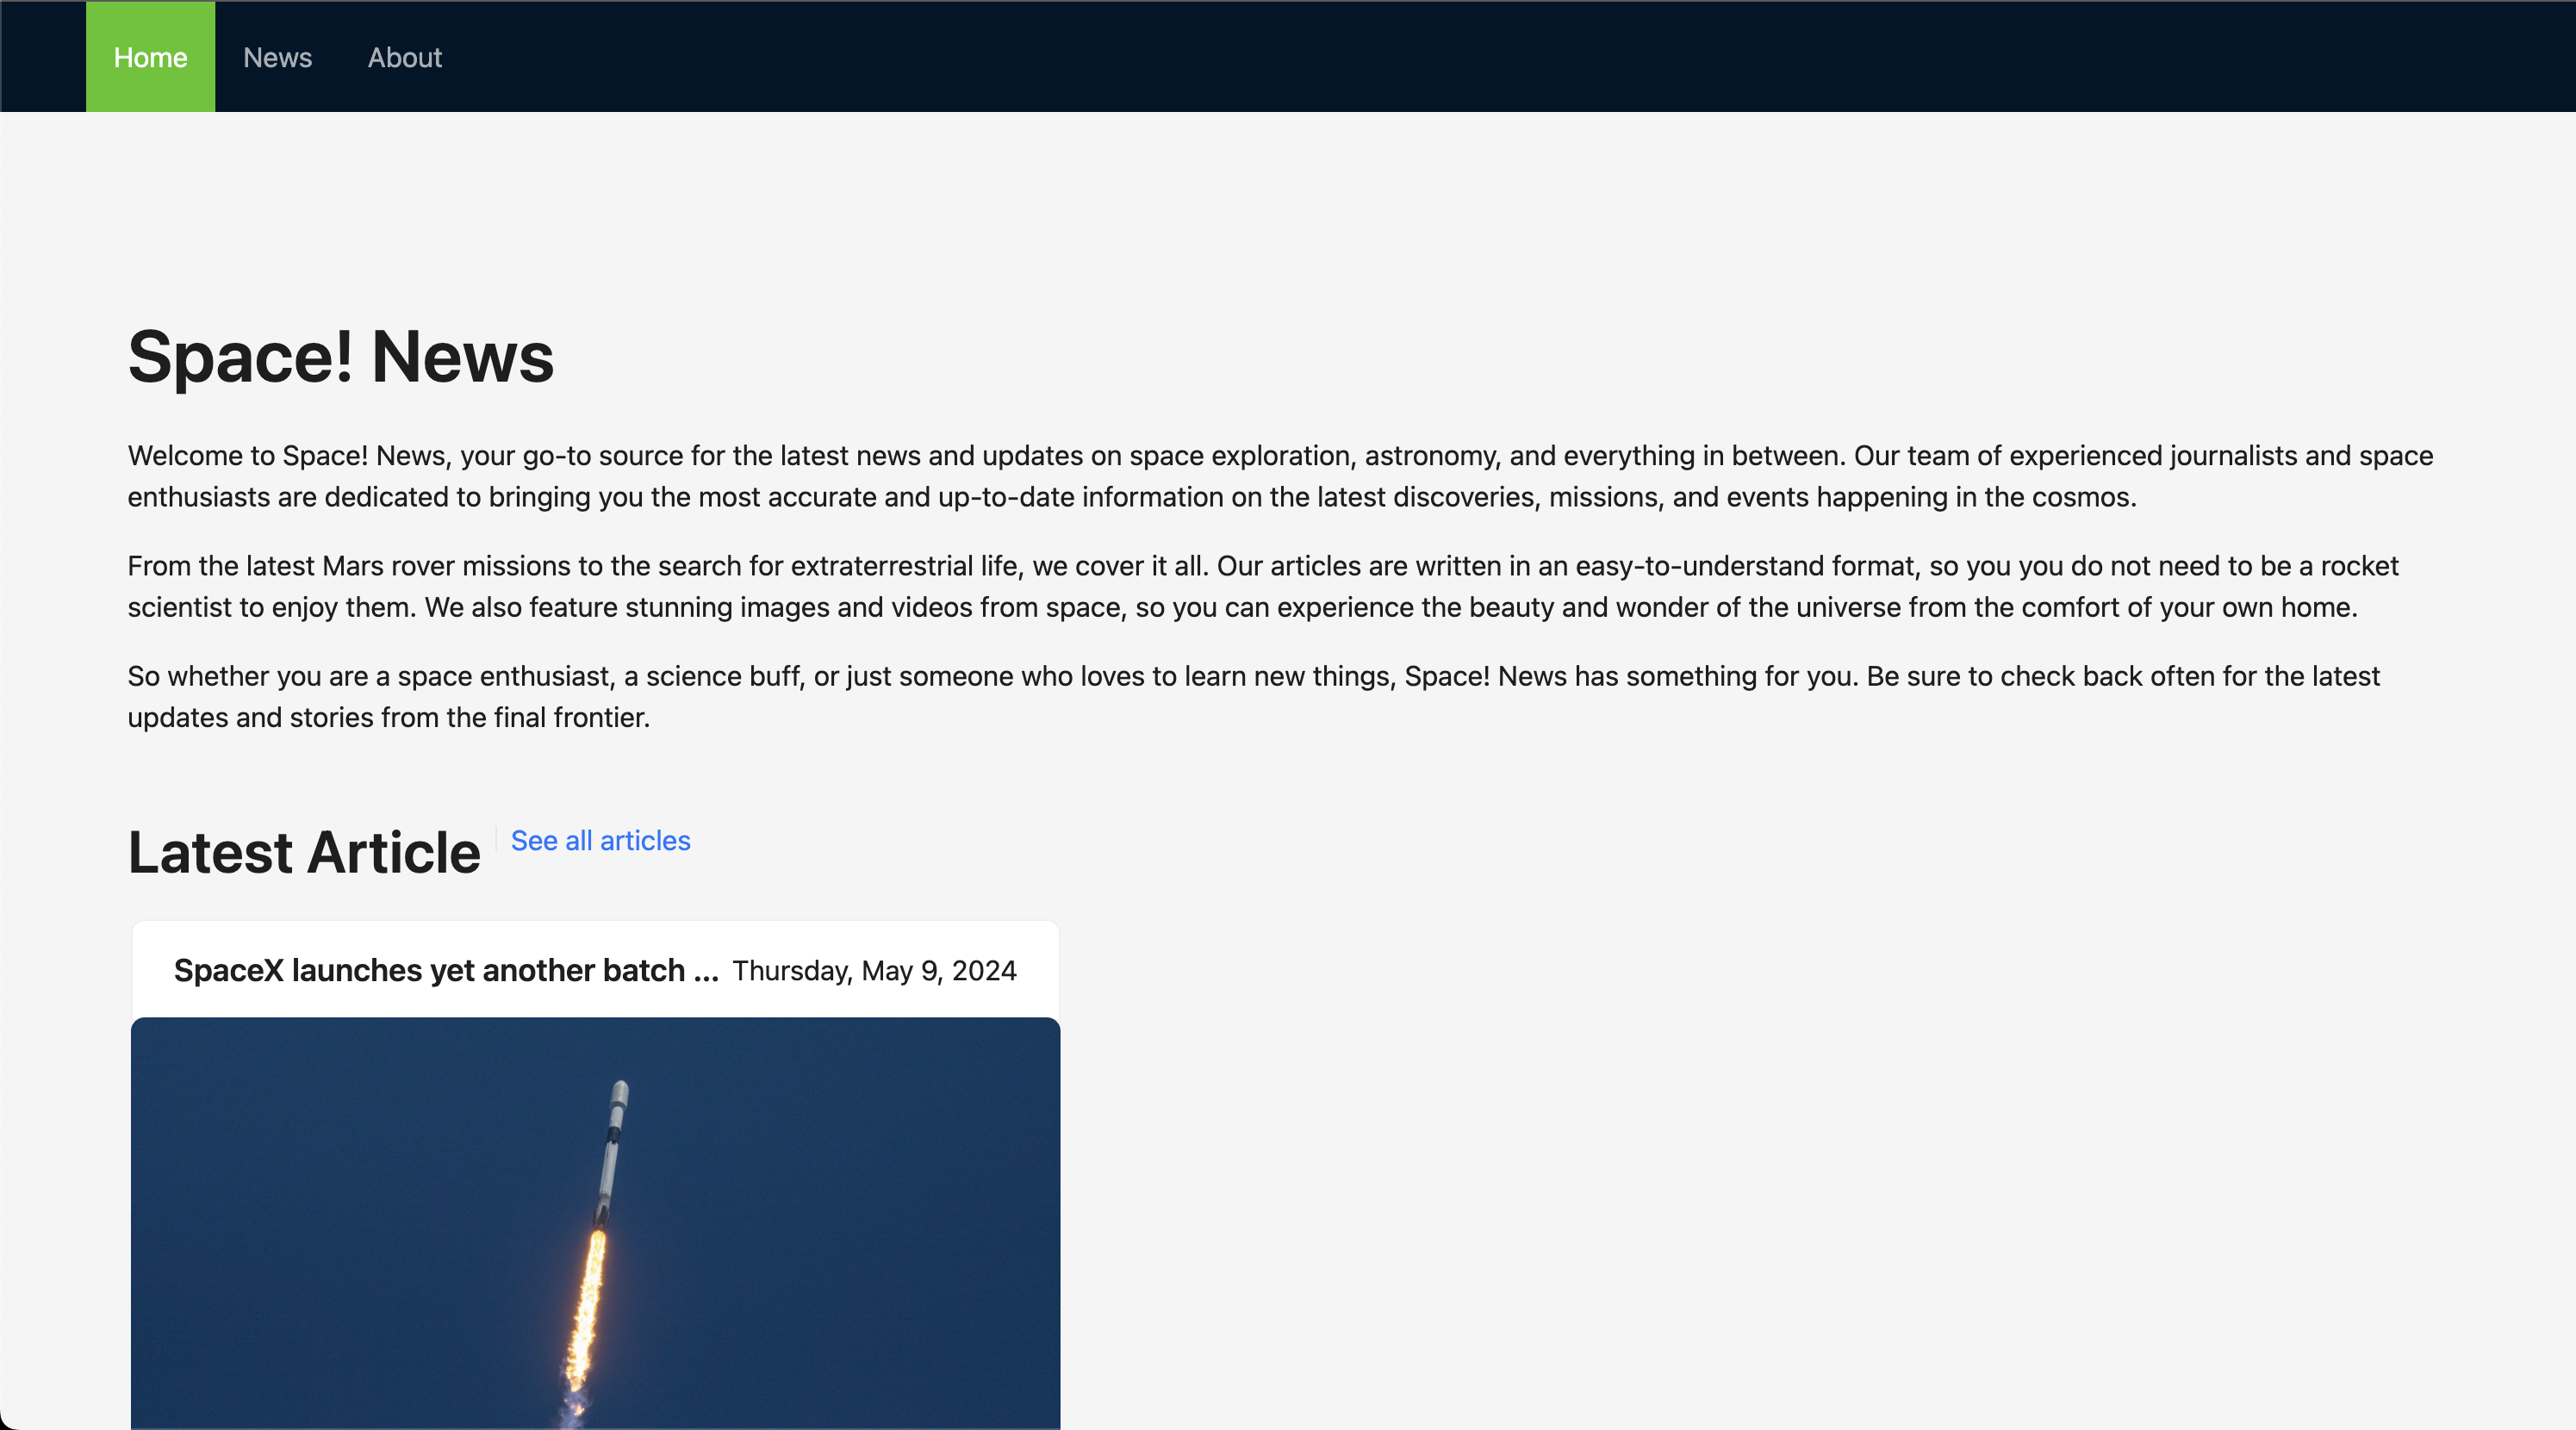 Home News About
Space! News
Welcome to Space! News, your go-to source for the latest news and updates on space exploration, astronomy, and everything in between. Our team of experienced journalists and space
enthusiasts are dedicated to bringing you the most accurate and up-to-date information on the latest discoveries, missions, and events happening in the cosmos.
From the latest Mars rover missions to the search for extraterrestrial life, we cover it all. Our articles are written in an easy-to-understand format, so you you do not need to be a rocket
scientist to enjoy them. We also feature stunning images and videos from space, so you can experience the beauty and wonder of the universe from the comfort of your own home.
So whether you are a space enthusiast, a science buff, or just someone who loves to learn new things, Space! News has something for you. Be sure to check back often for the latest
updates and stories from the final frontier.
Latest Article See all articles
SpaceX launches yet another batch ... Thursday, May 9, 2024